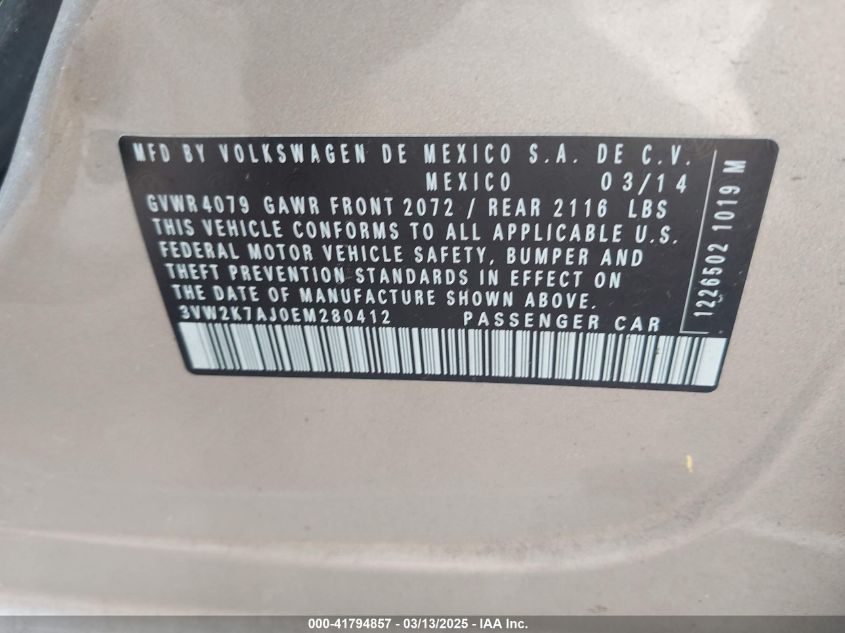 MFD BY VOLKSWAGEN DE MEXICO S.A. DE C.V.
MEXICO 03/14
GVWR 4079 GAWR FRONT 2072 / REAR 2116 LBS
THIS VEHICLE CONFORMS TO ALL APPLICABLE U.S.
FEDERAL MOTOR VEHICLE SAFETY, BUMPER AND
THEFT PREVENTION STANDARDS IN EFFECT ON
THE DATE OF MANUFACTURE SHOWN ABOVE.
3VW2K7AJ0EM280412 PASSENGER CAR
1226502 1019 M
000-41794857 - 03/13/2025 - IAA Inc.